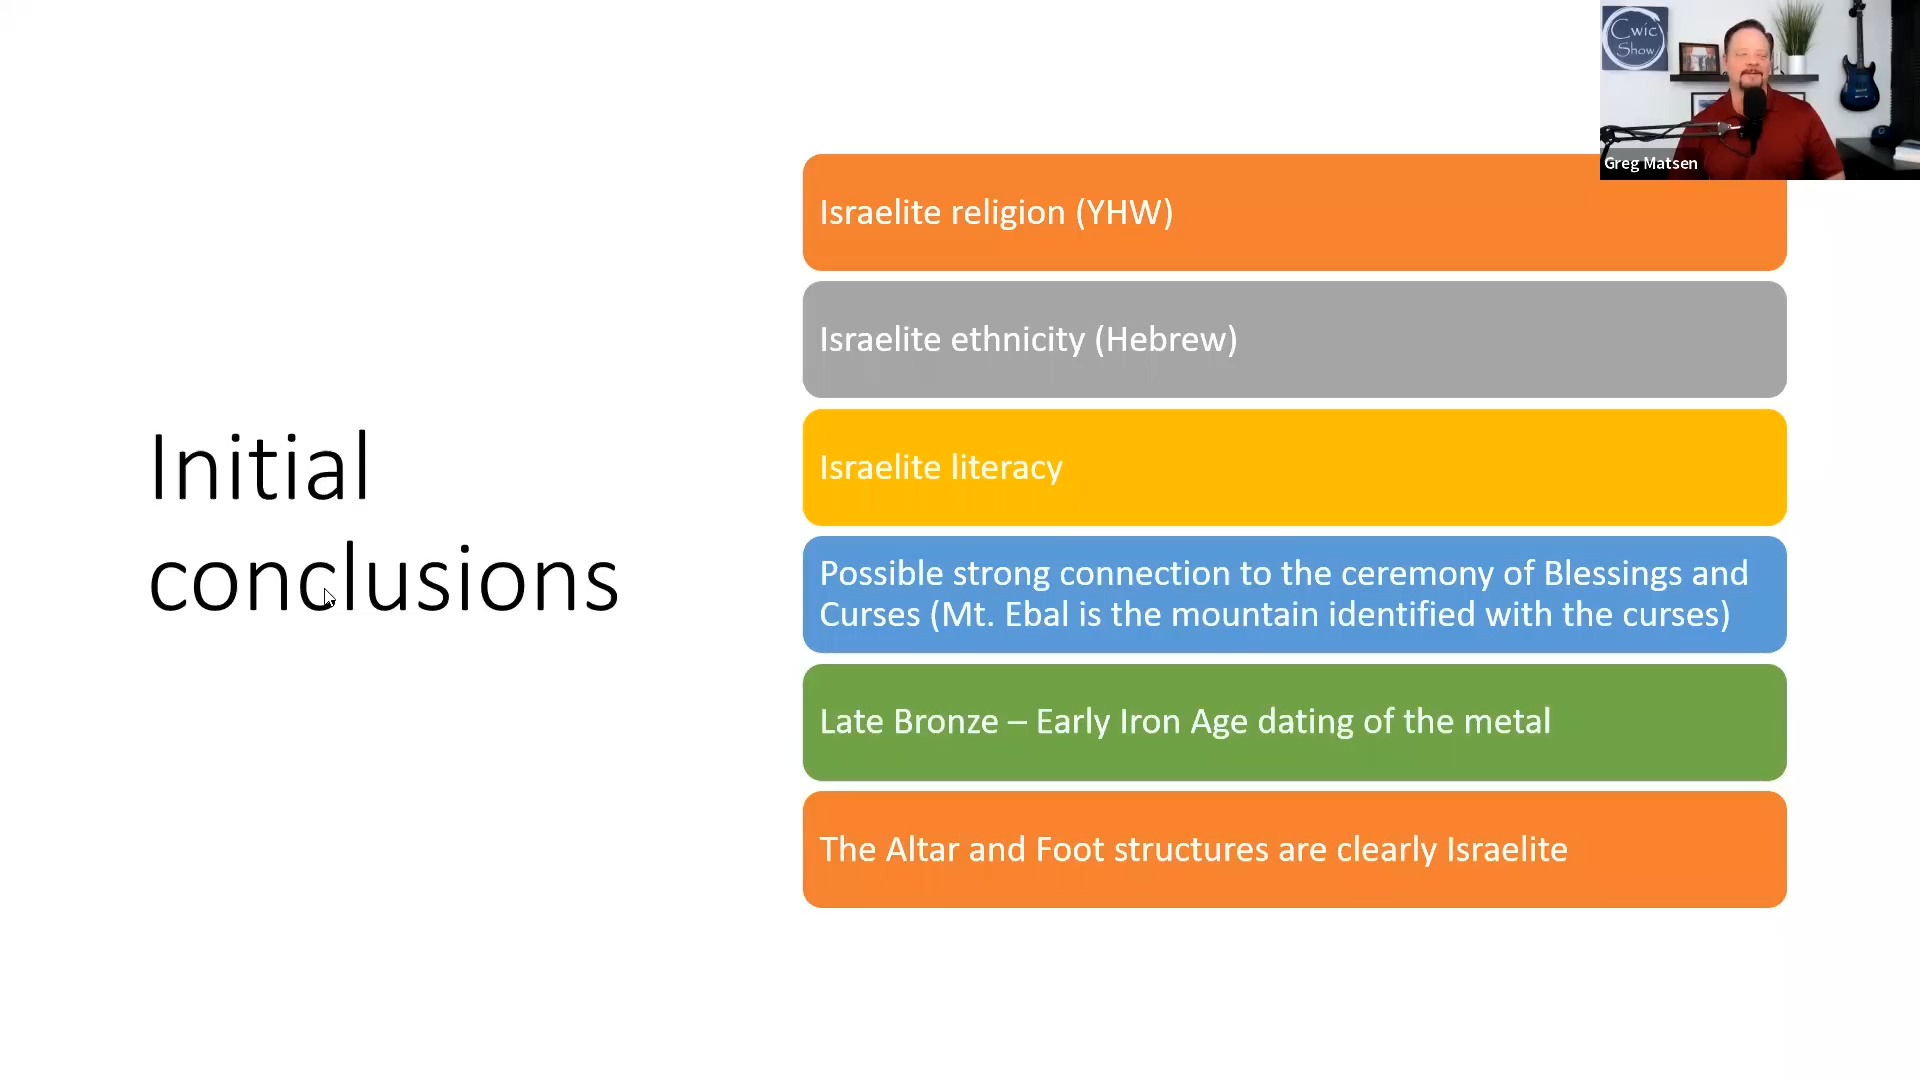 Initial
conclusions
Israelite religion (YHW)
Israelite ethnicity (Hebrew)
Israelite literacy
Possible strong connection to the ceremony of Blessings and
Curses (Mt. Ebal is the mountain identified with the curses)
Late Bronze – Early Iron Age dating of the metal
The Altar and Foot structures are clearly Israelite
Cwic
Show
Greg Matsen